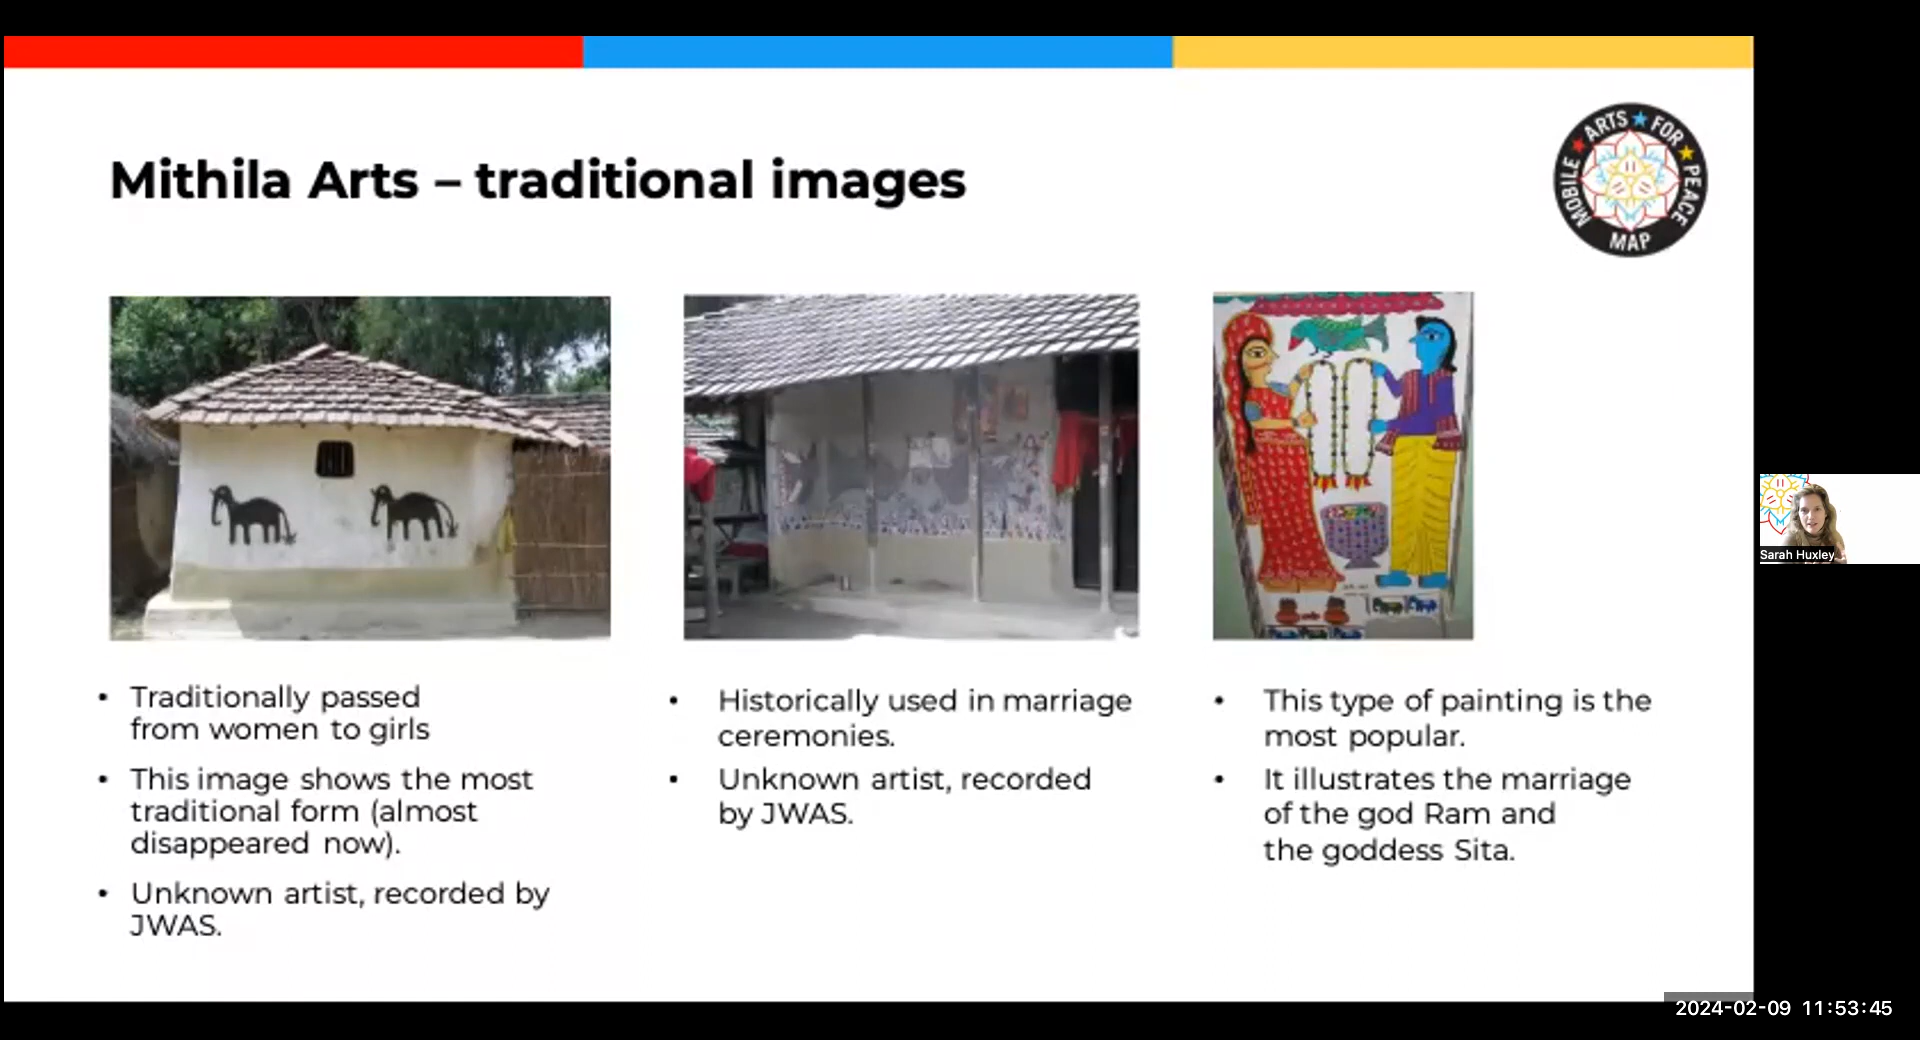 Mithila Arts – traditional images
MOBILE ★ ARTS ★ FOR ★ PEACE
MAP
• Traditionally passed
from women to girls
• This image shows the most
traditional form (almost
disappeared now).
• Unknown artist, recorded by
JWAS.
• Historically used in marriage
ceremonies.
• Unknown artist, recorded
by JWAS.
• This type of painting is the
most popular.
• It illustrates the marriage
of the god Ram and
the goddess Sita.
Sarah Huxley
2024-02-09 11:53:45